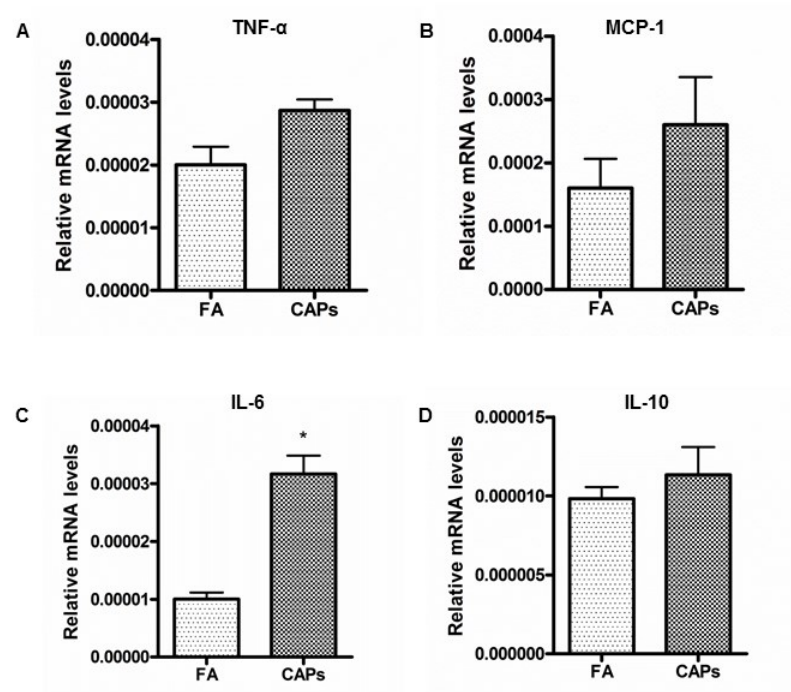 A
TNF-α
Relative mRNA levels
0.00004
0.00003
0.00002
0.00001
0.00000
FA
CAPs
B
MCP-1
Relative mRNA levels
0.0004
0.0003
0.0002
0.0001
0.0000
FA
CAPs
C
IL-6
Relative mRNA levels
0.00004
0.00003
0.00002
0.00001
0.00000
*
FA
CAPs
D
IL-10
Relative mRNA levels
0.000015
0.000010
0.000005
0.000000
FA
CAPs